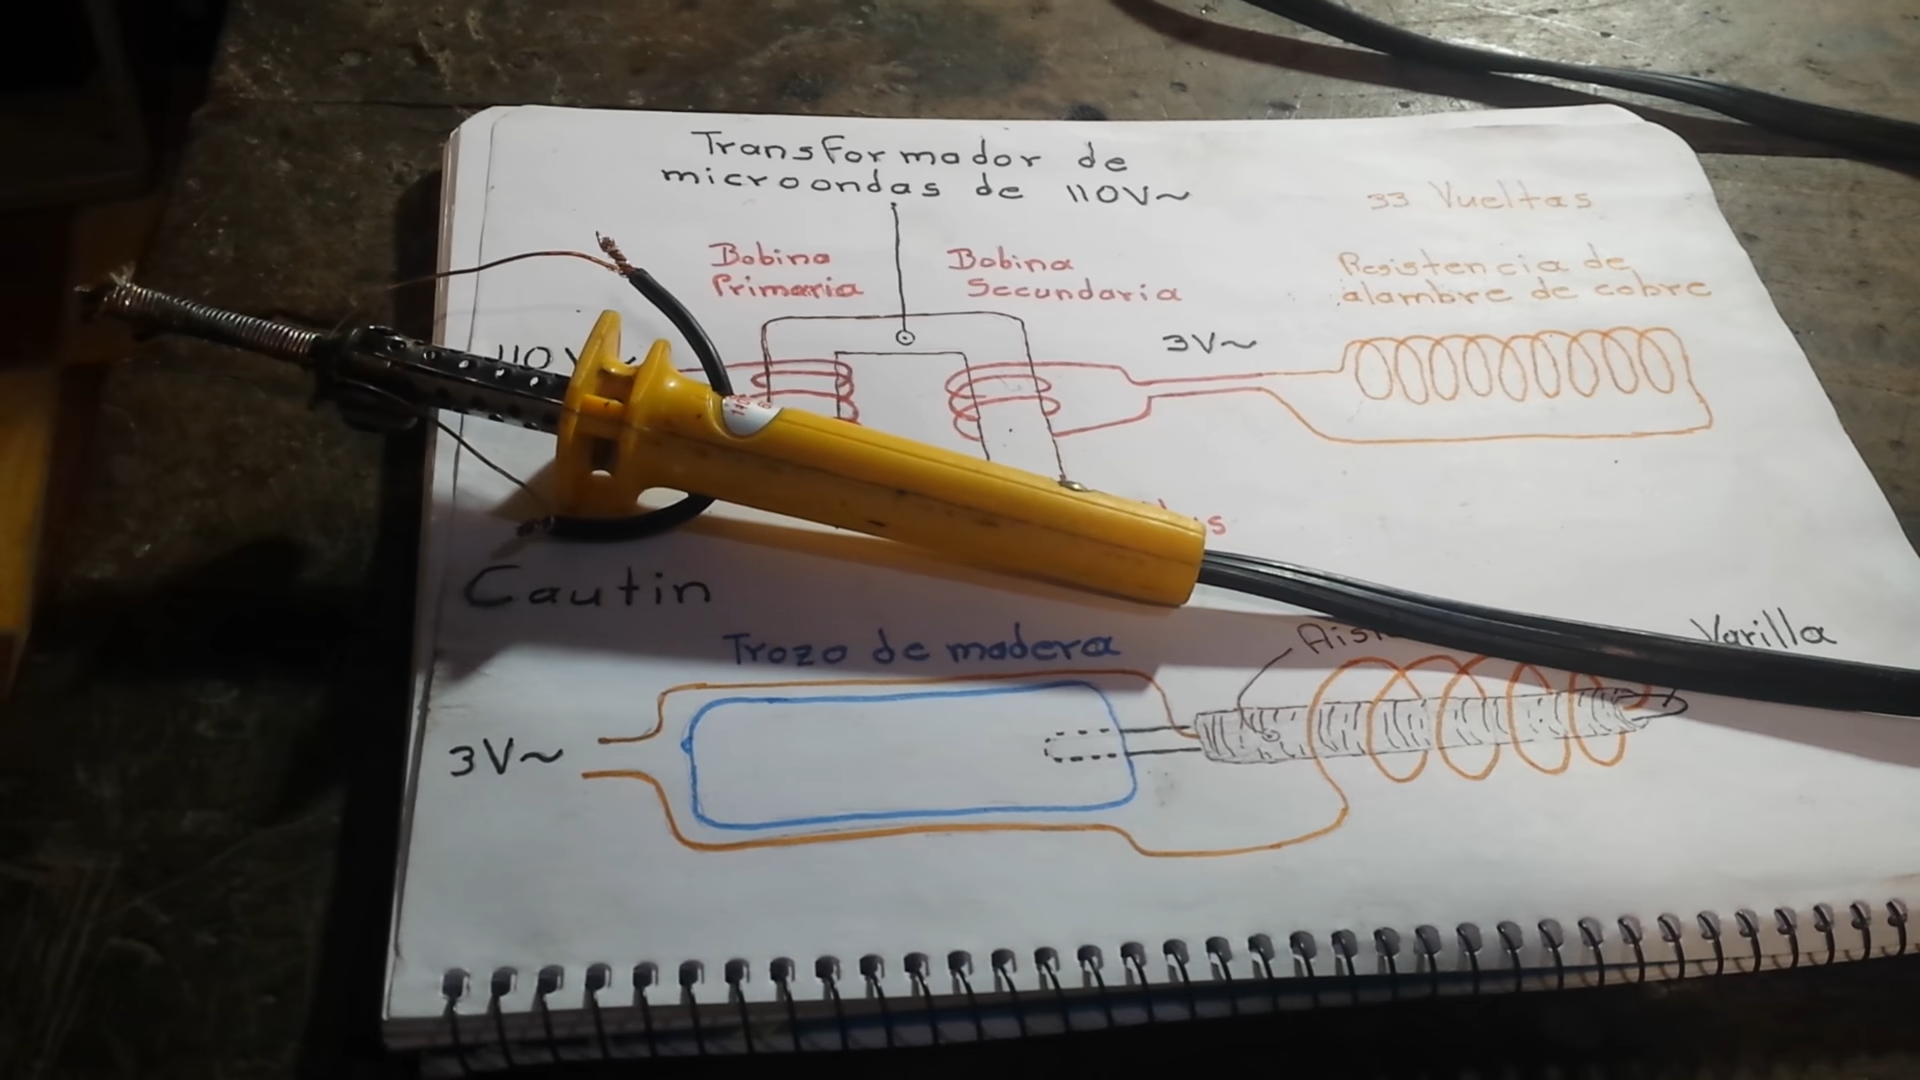 Transformador de
microondas de 110V~
33 Vueltas
Bobina
Primaria
Bobina
Secundaria
Resistencia de
alambre de cobre
110 V
3V~
Cautin
Trozo de madera
Varilla
3V~